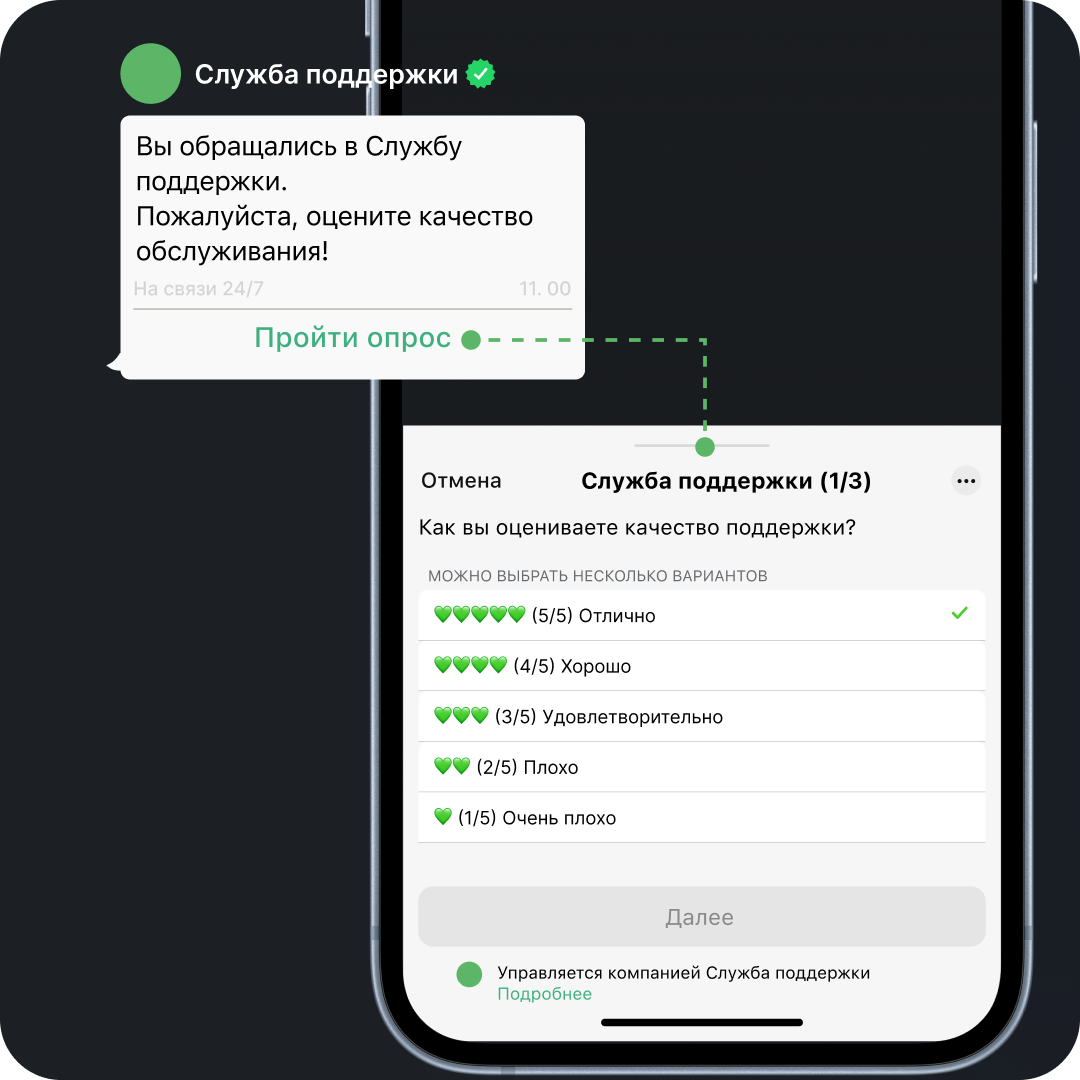 Служба поддержки
Вы обращались в Службу
поддержки.
Пожалуйста, оцените качество
обслуживания!
На связи 24/7 11. 00
Пройти опрос
Отмена Служба поддержки (1/3)
Как вы оцениваете качество поддержки?
МОЖНО ВЫБРАТЬ НЕСКОЛЬКО ВАРИАНТОВ
💚💚💚💚💚 (5/5) Отлично
💚💚💚💚 (4/5) Хорошо
💚💚💚 (3/5) Удовлетворительно
💚💚 (2/5) Плохо
💚 (1/5) Очень плохо
Далее
Управляется компанией Служба поддержки
Подробнее